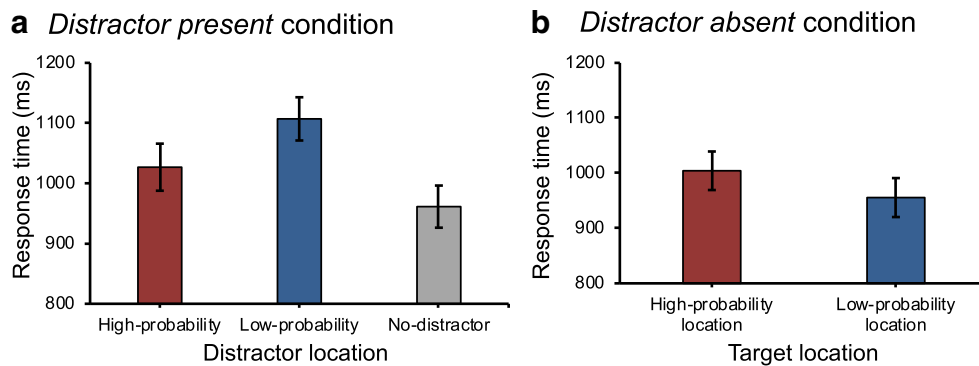 a Distractor present condition
Response time (ms)
1200
1100
1000
900
800
High-probability Low-probability No-distractor
Distractor location
b Distractor absent condition
Response time (ms)
1200
1100
1000
900
800
High-probability
location
Low-probability
location
Target location